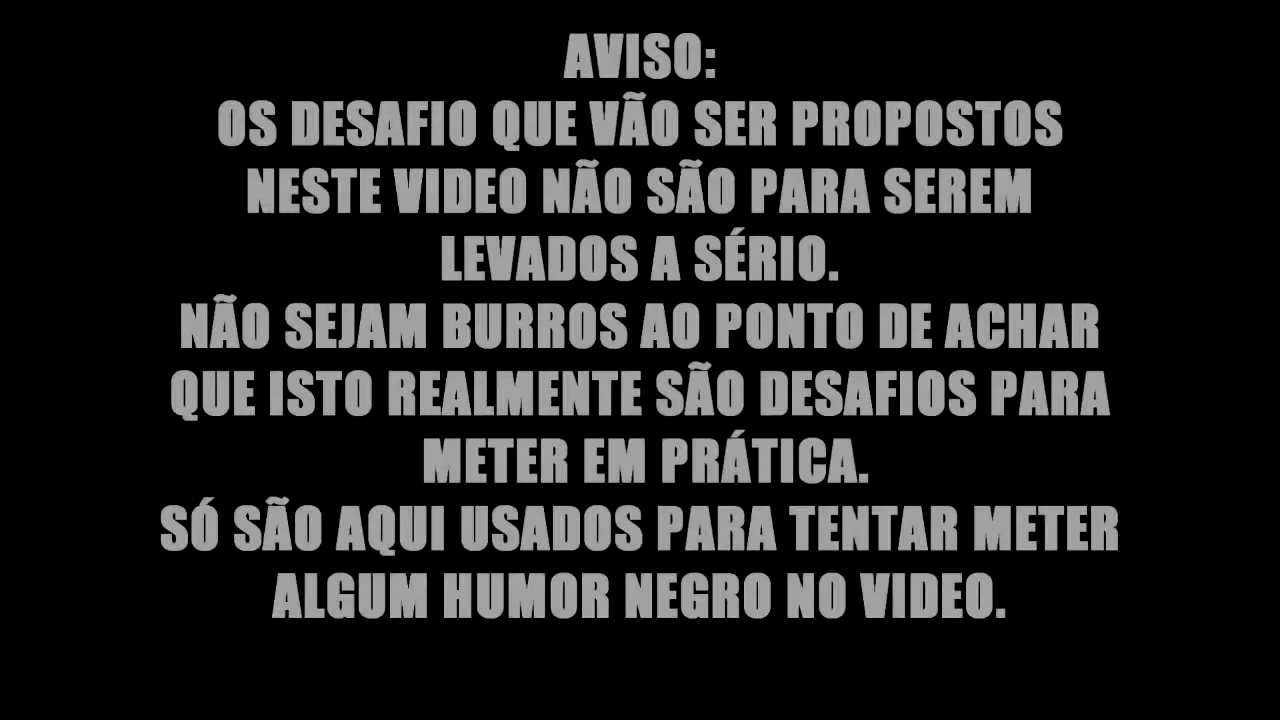 AVISO:
OS DESAFIO QUE VÃO SER PROPOSTOS
NESTE VIDEO NÃO SÃO PARA SEREM
LEVADOS A SÉRIO.
NÃO SEJAM BURROS AO PONTO DE ACHAR
QUE ISTO REALMENTE SÃO DESAFIOS PARA
METER EM PRÁTICA.
SÓ SÃO AQUI USADOS PARA TENTAR METER
ALGUM HUMOR NEGRO NO VIDEO.